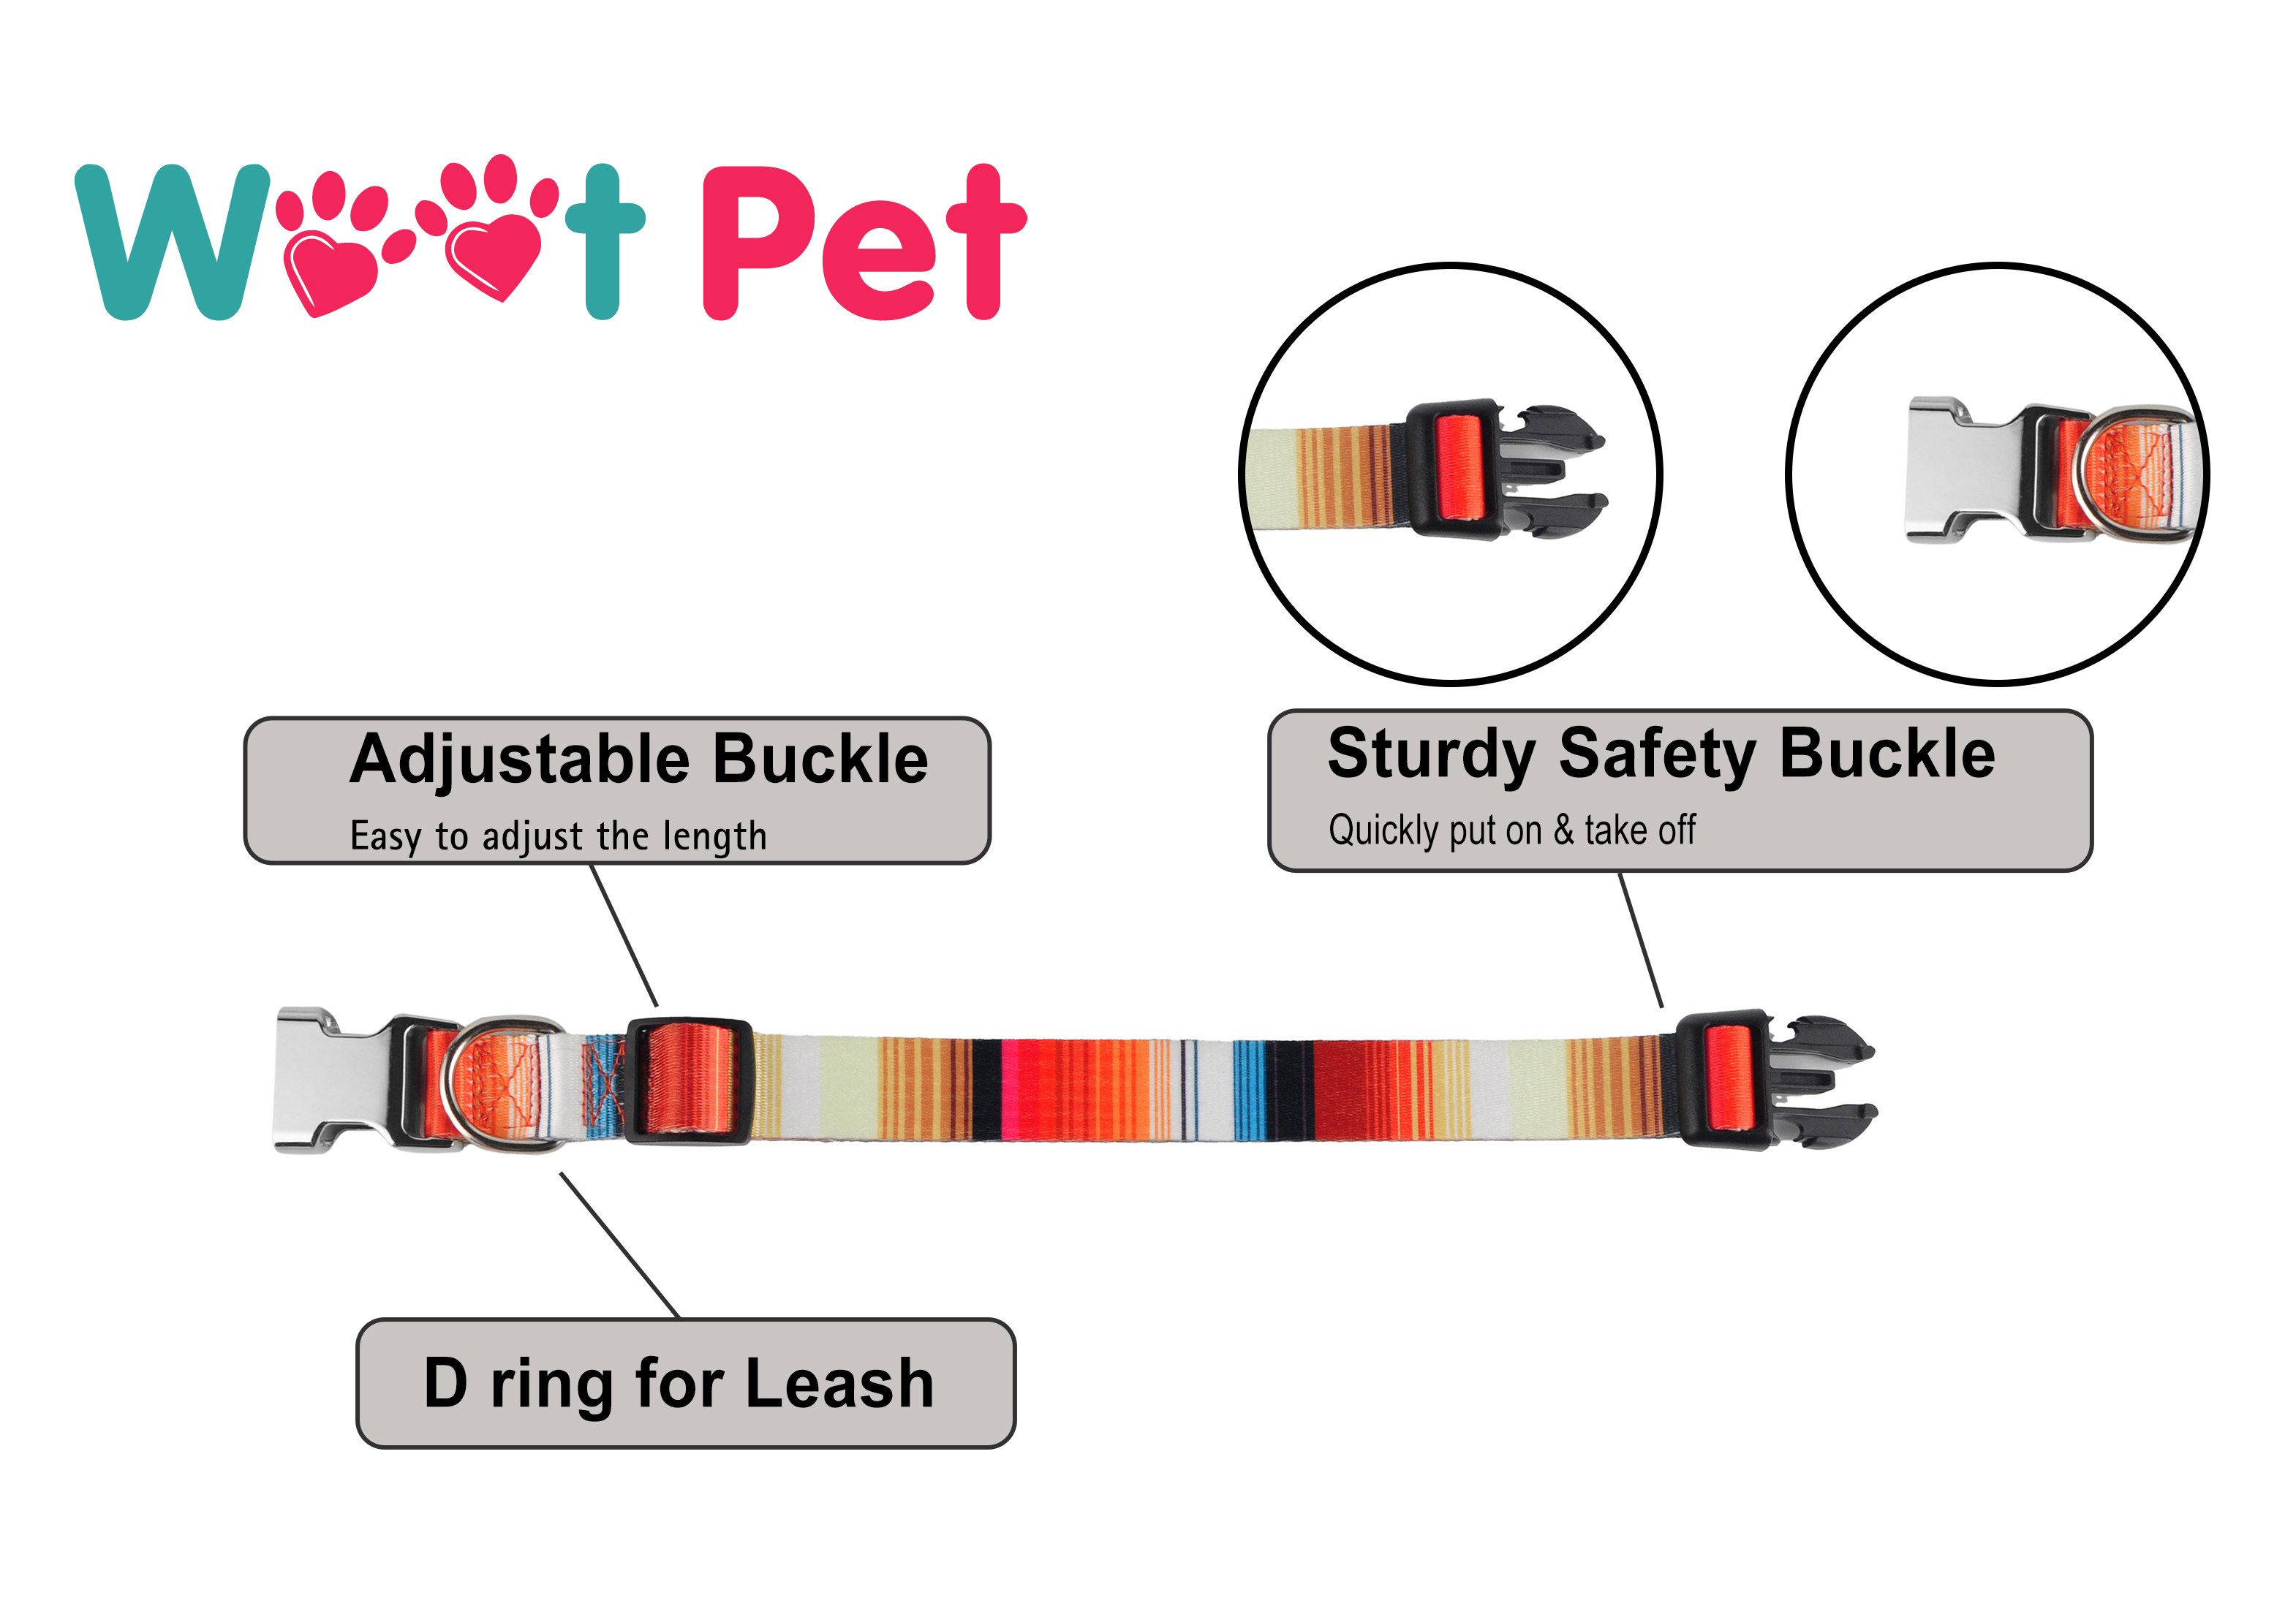 Woot Pet
Adjustable Buckle
Easy to adjust the length
Sturdy Safety Buckle
Quickly put on & take off
D ring for Leash